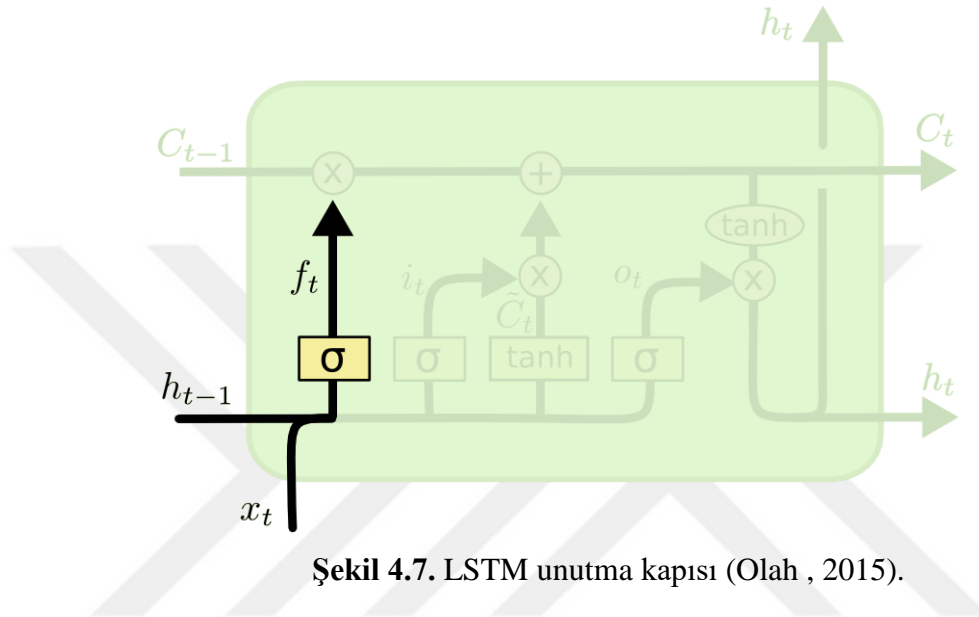 h_t
C_{t-1}
x
+
C_t
tanh
f_t
i_t
x
o_t
x
C̃_t
σ
σ
tanh
σ
h_{t-1}
h_t
x_t
Şekil 4.7. LSTM unutma kapısı (Olah , 2015).